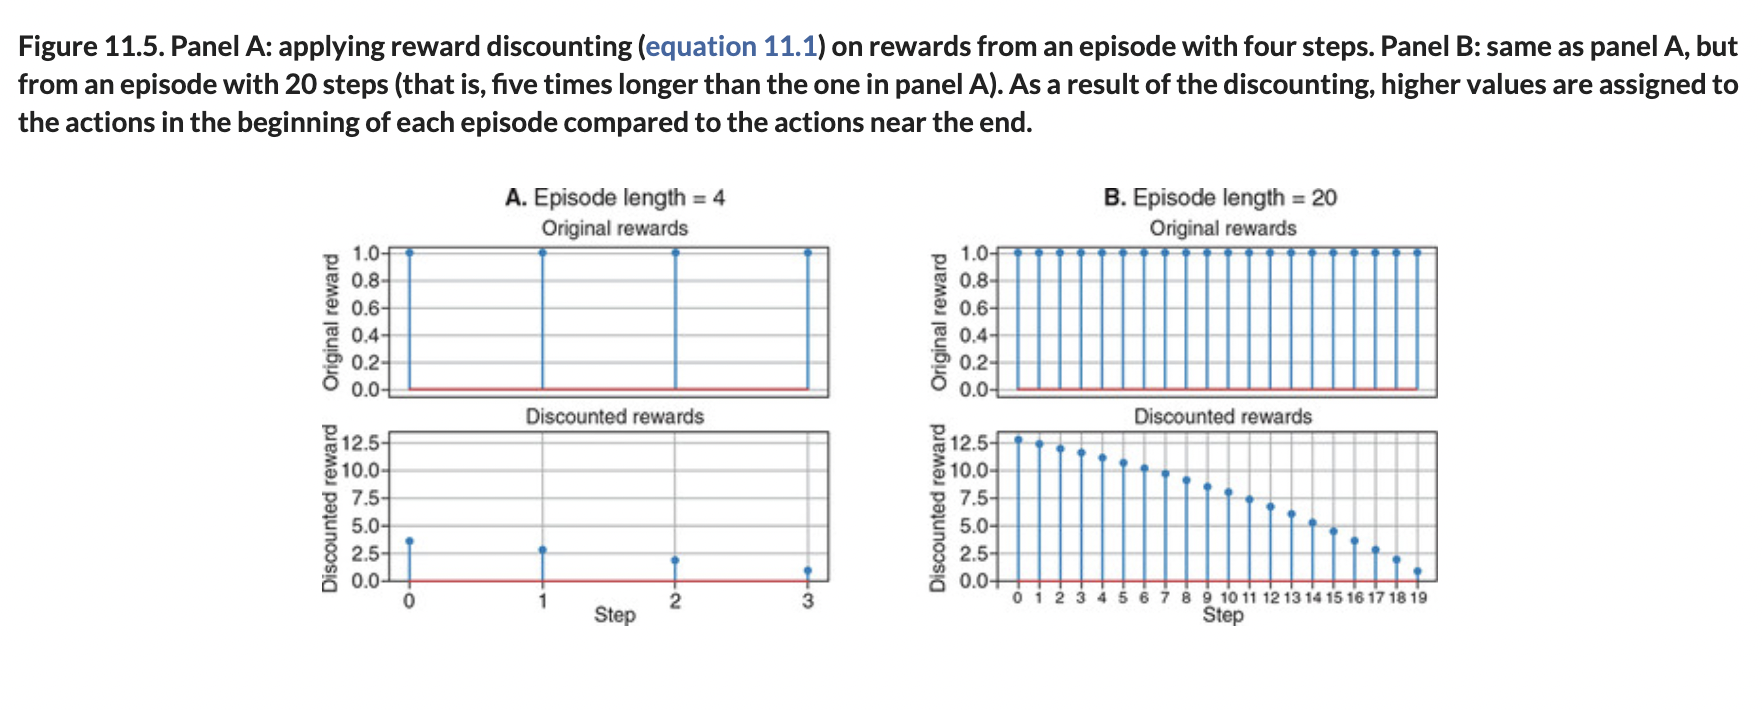 Figure 11.5. Panel A: applying reward discounting (equation 11.1) on rewards from an episode with four steps. Panel B: same as panel A, but
from an episode with 20 steps (that is, five times longer than the one in panel A). As a result of the discounting, higher values are assigned to
the actions in the beginning of each episode compared to the actions near the end.
A. Episode length = 4
Original rewards
Original reward
1.0
0.8
0.6
0.4
0.2
0.0
Discounted rewards
Discounted reward
12.5
10.0
7.5
5.0
2.5
0.0
0 1 2 3
Step
B. Episode length = 20
Original rewards
Original reward
1.0
0.8
0.6
0.4
0.2
0.0
Discounted rewards
Discounted reward
12.5
10.0
7.5
5.0
2.5
0.0
0 1 2 3 4 5 6 7 8 9 10 11 12 13 14 15 16 17 18 19
Step